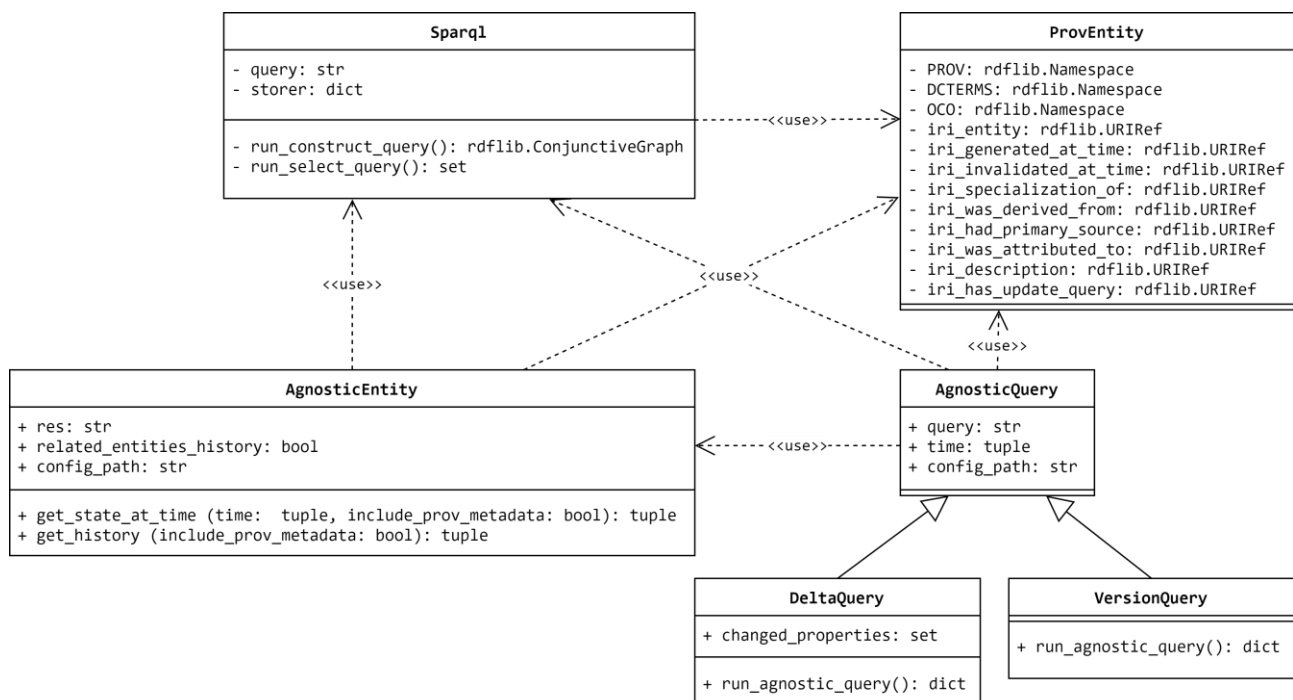 Sparql
- query: str
- storer: dict
- run_construct_query(): rdflib.ConjunctiveGraph
- run_select_query(): set
<<use>>
ProvEntity
- PROV: rdflib.Namespace
- DCTERMS: rdflib.Namespace
- OCO: rdflib.Namespace
- iri_entity: rdflib.URIRef
- iri_generated_at_time: rdflib.URIRef
- iri_invalidated_at_time: rdflib.URIRef
- iri_specialization_of: rdflib.URIRef
- iri_was_derived_from: rdflib.URIRef
- iri_had_primary_source: rdflib.URIRef
- iri_was_attributed_to: rdflib.URIRef
- iri_description: rdflib.URIRef
- iri_has_update_query: rdflib.URIRef
<<use>>
<<use>>
<<use>>
AgnosticEntity
+ res: str
+ related_entities_history: bool
+ config_path: str
+ get_state_at_time (time:  tuple, include_prov_metadata: bool): tuple
+ get_history (include_prov_metadata: bool): tuple
<<use>>
AgnosticQuery
+ query: str
+ time: tuple
+ config_path: str
DeltaQuery
+ changed_properties: set
+ run_agnostic_query(): dict
VersionQuery
+ run_agnostic_query(): dict